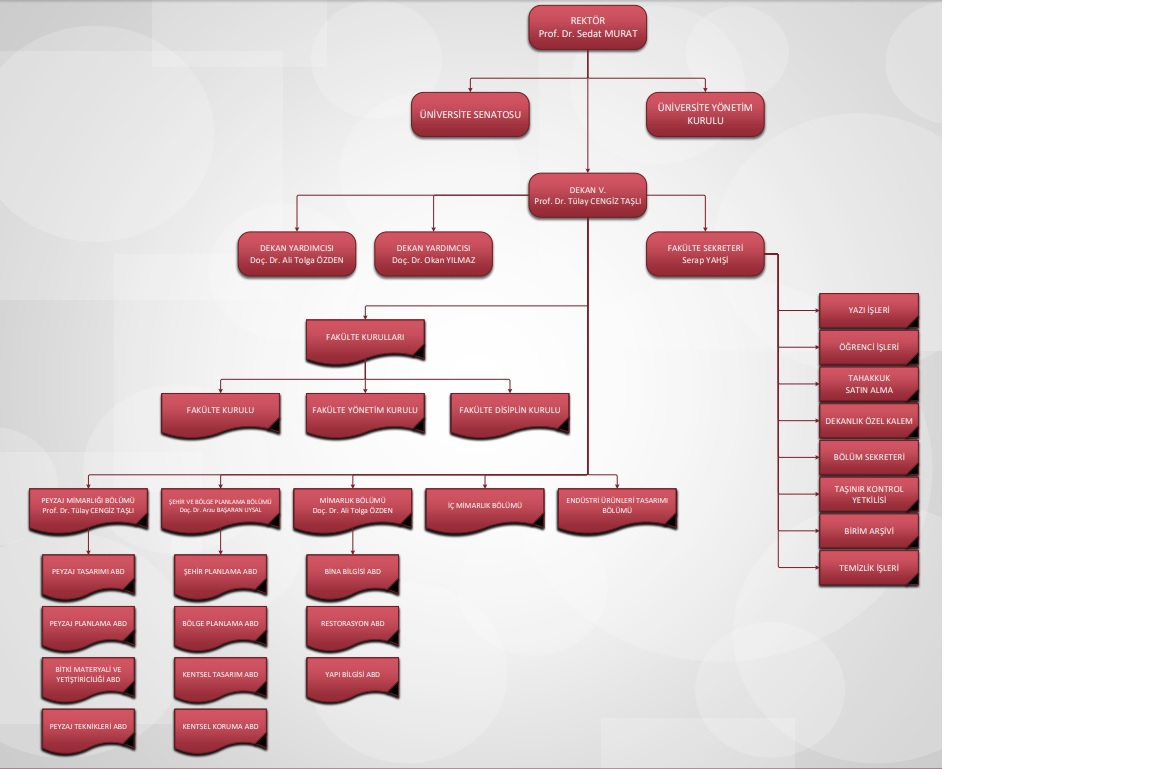 REKTÖR
Prof. Dr. Sedat MURAT
ÜNİVERSİTE SENATOSU
ÜNİVERSİTE YÖNETİM
KURULU
DEKAN V.
Prof. Dr. Tülay CENGİZ TAŞLI
DEKAN YARDIMCISI
Doç. Dr. Ali Tolga ÖZDEN
DEKAN YARDIMCISI
Doç. Dr. Okan YILMAZ
FAKÜLTE SEKRETERİ
Serap YAHŞİ
YAZI İŞLERİ
ÖĞRENCİ İŞLERİ
TAHAKKUK
SATIN ALMA
DEKANLIK ÖZEL KALEM
BÖLÜM SEKRETERİ
TAŞINIR KONTROL
YETKİLİSİ
BİRİM ARŞİVİ
TEMİZLİK İŞLERİ
FAKÜLTE KURULLARI
FAKÜLTE KURULU
FAKÜLTE YÖNETİM KURULU
FAKÜLTE DİSİPLİN KURULU
PEYZAJ MİMARLIĞI BÖLÜMÜ
Prof. Dr. Tülay CENGİZ TAŞLI
ŞEHİR VE BÖLGE PLANLAMA BÖLÜMÜ
Doç. Dr. Arzu BAŞARAN UYSAL
MİMARLIK BÖLÜMÜ
Doç. Dr. Ali Tolga ÖZDEN
İÇ MİMARLIK BÖLÜMÜ
ENDÜSTRİ ÜRÜNLERİ TASARIMI
BÖLÜMÜ
PEYZAJ TASARIMI ABD
PEYZAJ PLANLAMA ABD
BİTKİ MATERYALİ VE
YETİŞTİRİCİLİĞİ ABD
PEYZAJ TEKNİKLERİ ABD
ŞEHİR PLANLAMA ABD
BÖLGE PLANLAMA ABD
KENTSEL TASARIM ABD
KENTSEL KORUMA ABD
BİNA BİLGİSİ ABD
RESTORASYON ABD
YAPI BİLGİSİ ABD